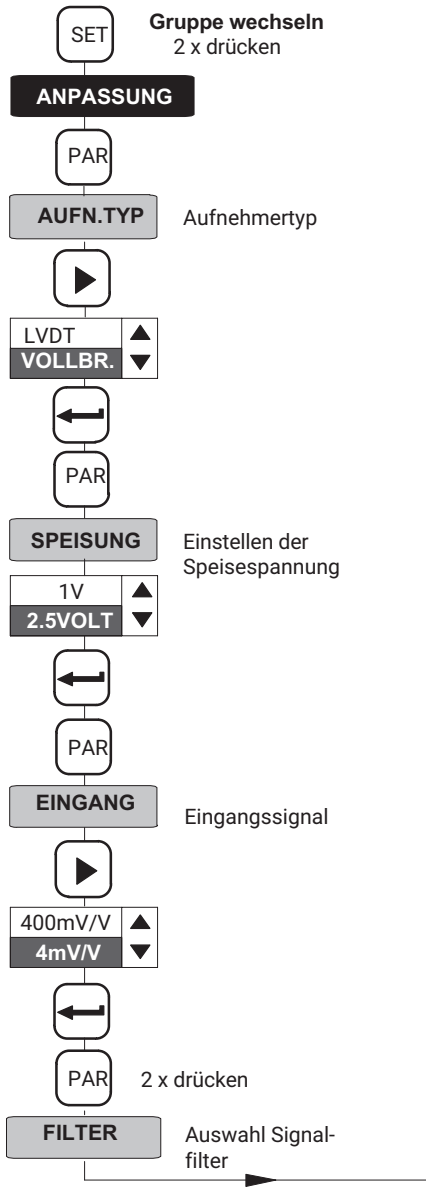 SET
Gruppe wechseln
2 x drücken
ANPASSUNG
PAR
AUFN.TYP
Aufnehmertyp
LVDT
VOLLBR.
PAR
SPEISUNG
Einstellen der
Speisespannung
1V
2.5VOLT
PAR
EINGANG
Eingangssignal
400mV/V
4mV/V
PAR
2 x drücken
FILTER
Auswahl Signal-
filter